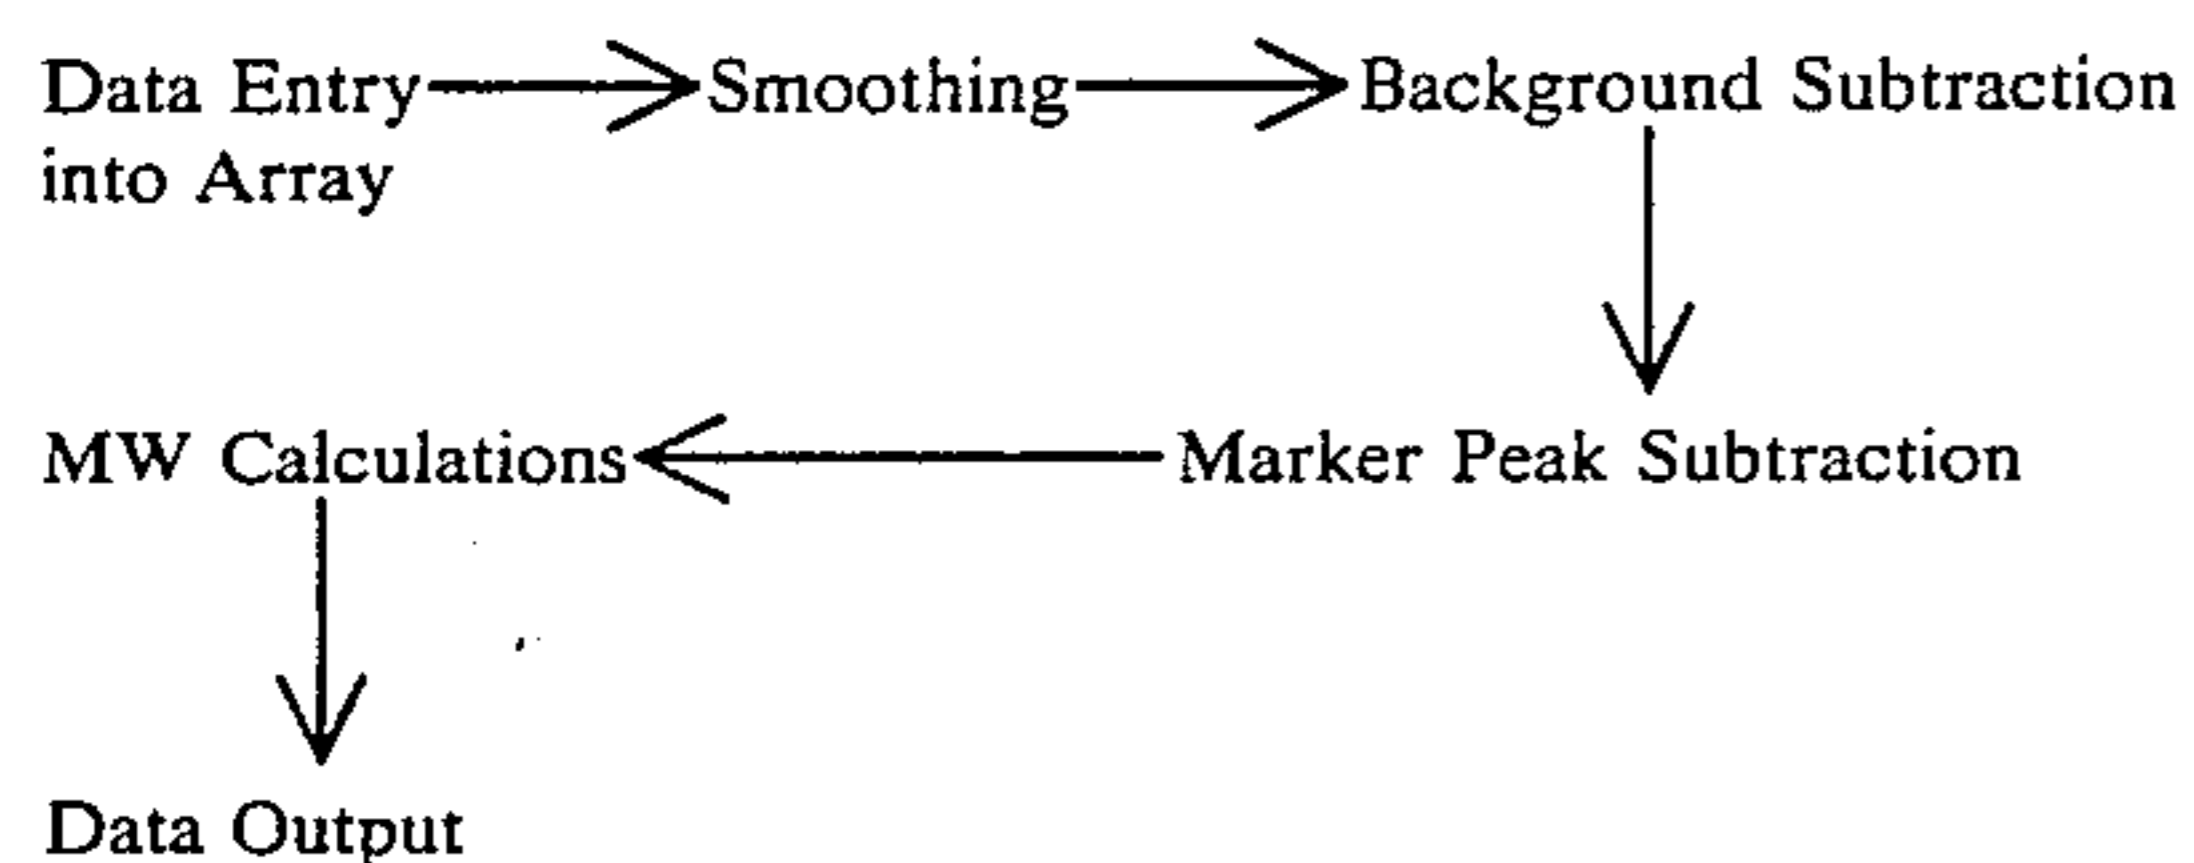 Data Entry Smoothing Background Subtraction
into Array
MW Calculations Marker Peak Subtraction
Data Output